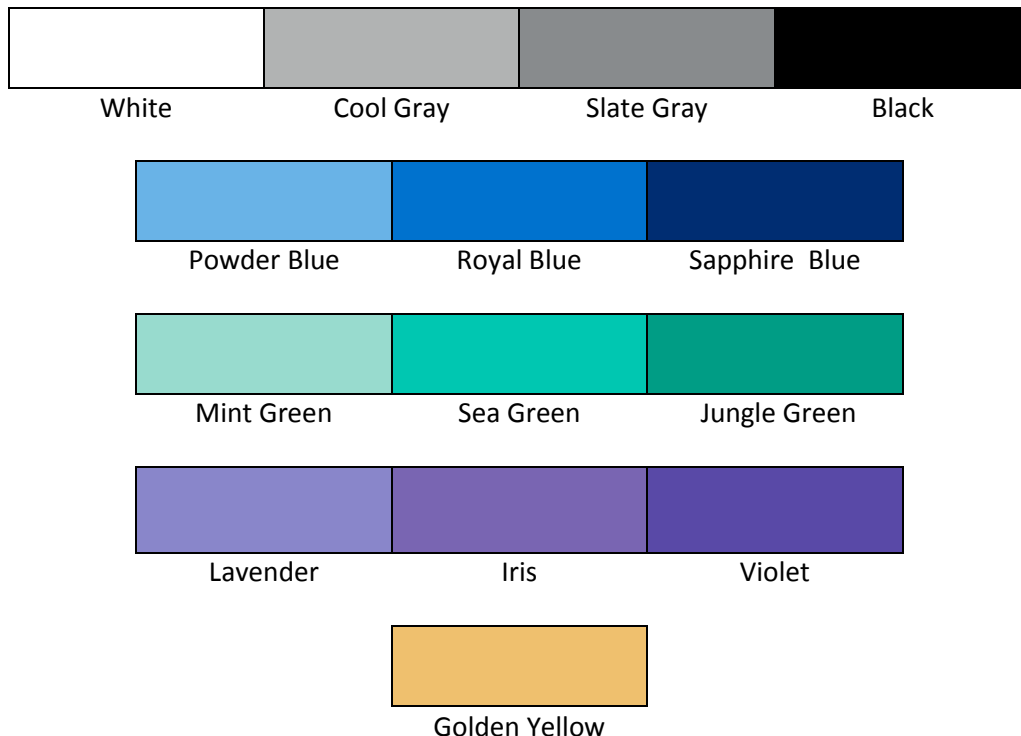 White Cool Gray Slate Gray Black
Powder Blue Royal Blue Sapphire  Blue
Mint Green Sea Green Jungle Green
Lavender Iris Violet
Golden Yellow